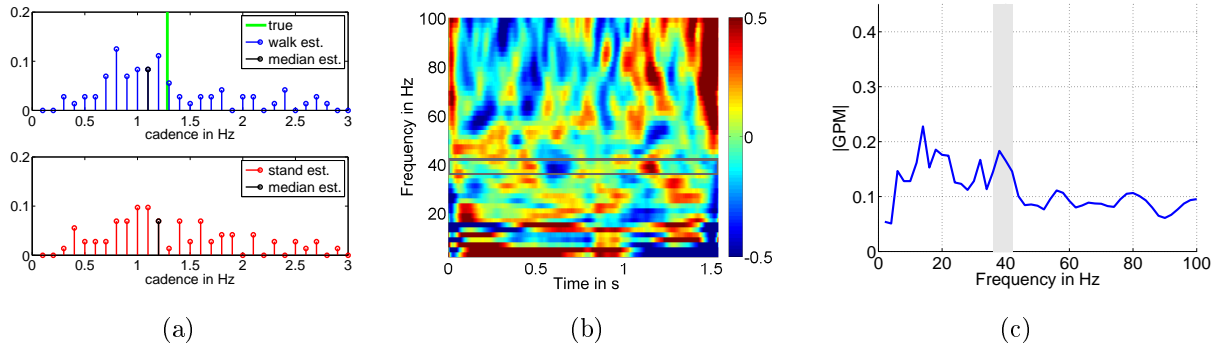 0.2
0.1
0
true
walk est.
median est.
0 0.5 1 1.5 2 2.5 3
cadence in Hz
0.2
0.1
0
stand est.
median est.
0 0.5 1 1.5 2 2.5 3
cadence in Hz
(a)
Frequency in Hz
100
80
60
40
20
0 0.5 1 1.5
Time in s
0.5
0
-0.5
(b)
|GPM|
0.4
0.3
0.2
0.1
0
0 20 40 60 80 100
Frequency in Hz
(c)